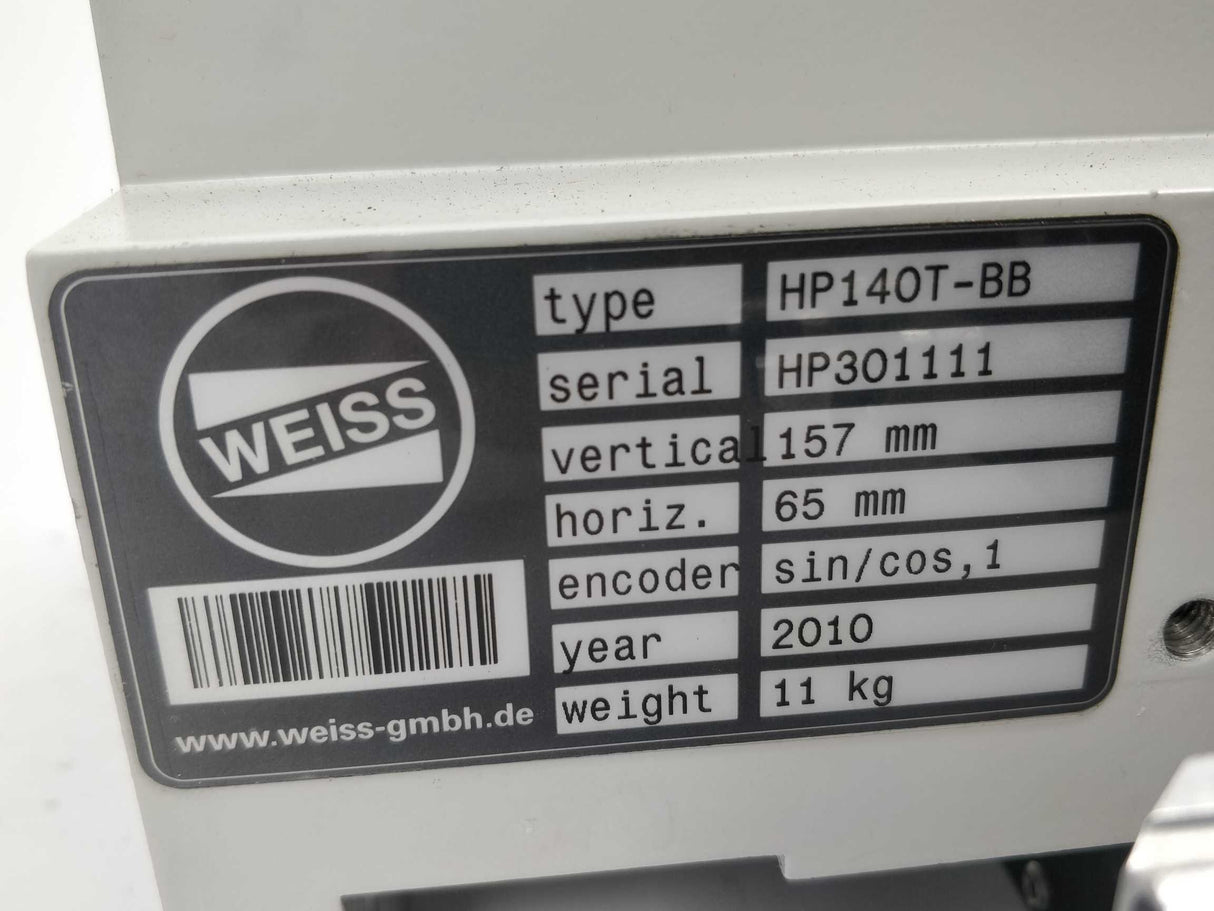 WEISS
type HP140T-BB
serial HP301111
vertical 157 mm
horiz. 65 mm
encoder sin/cos,1
year 2010
weight 11 kg
www.weiss-gmbh.de